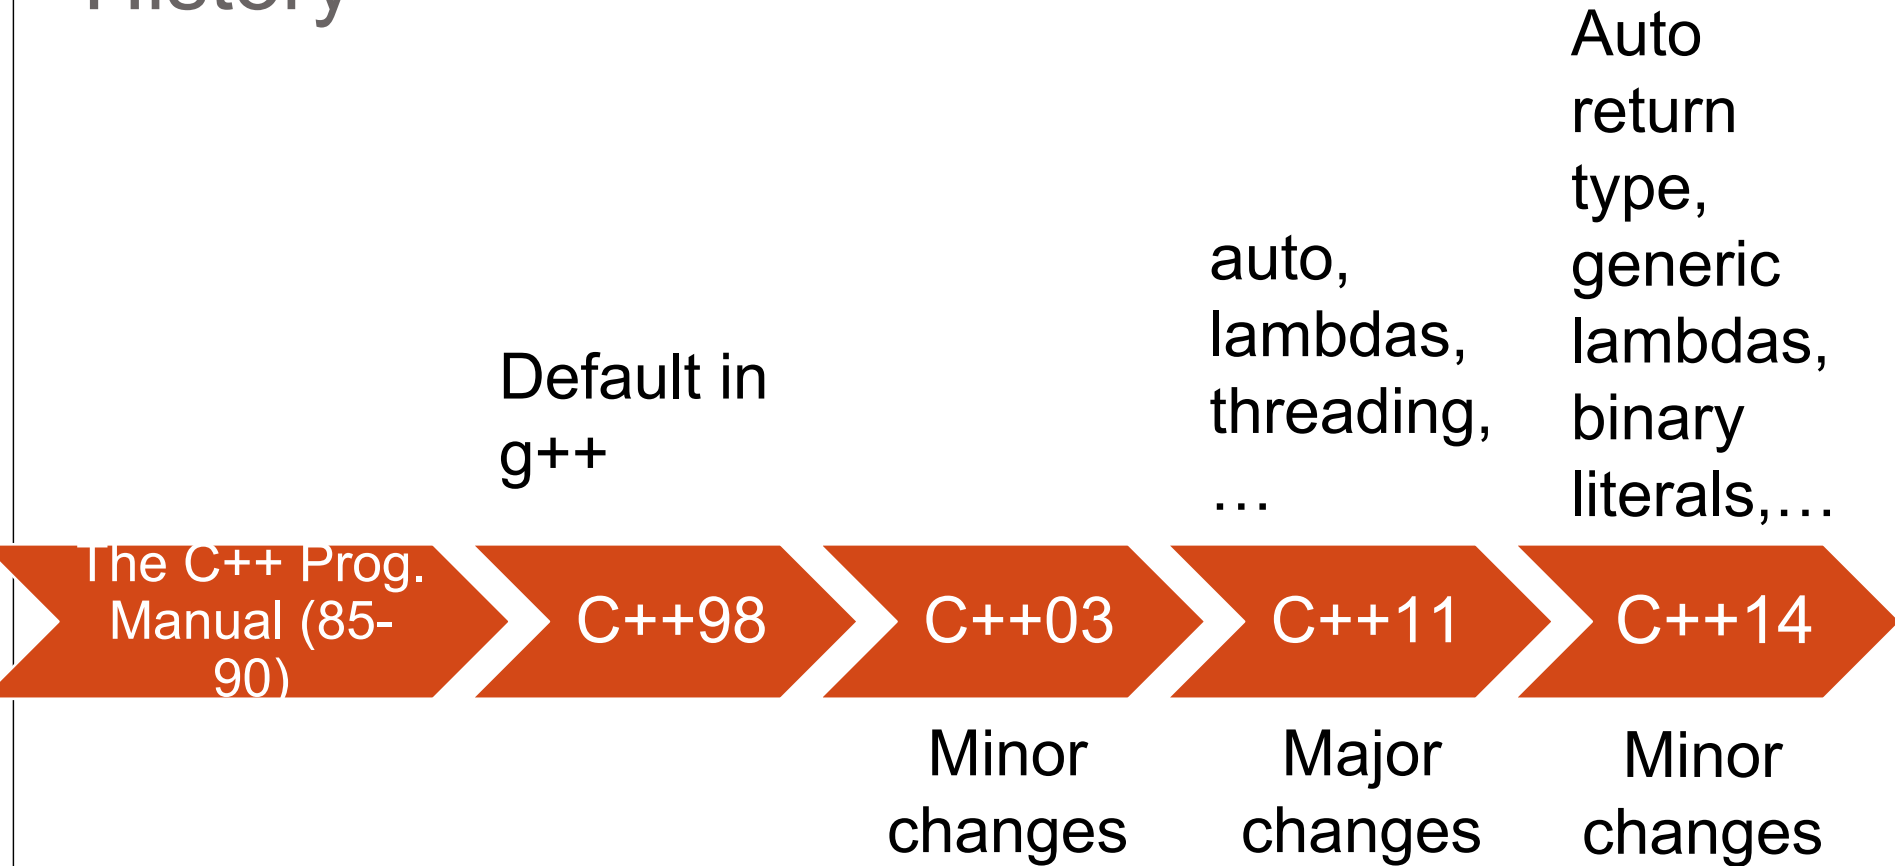 History
Auto
return
type,
generic
lambdas,
binary
literals,…
auto,
lambdas,
threading,
…
Default in
g++
The C++ Prog.
Manual (85-
90)
C++98
C++03
C++11
C++14
Minor
changes
Major
changes
Minor
changes